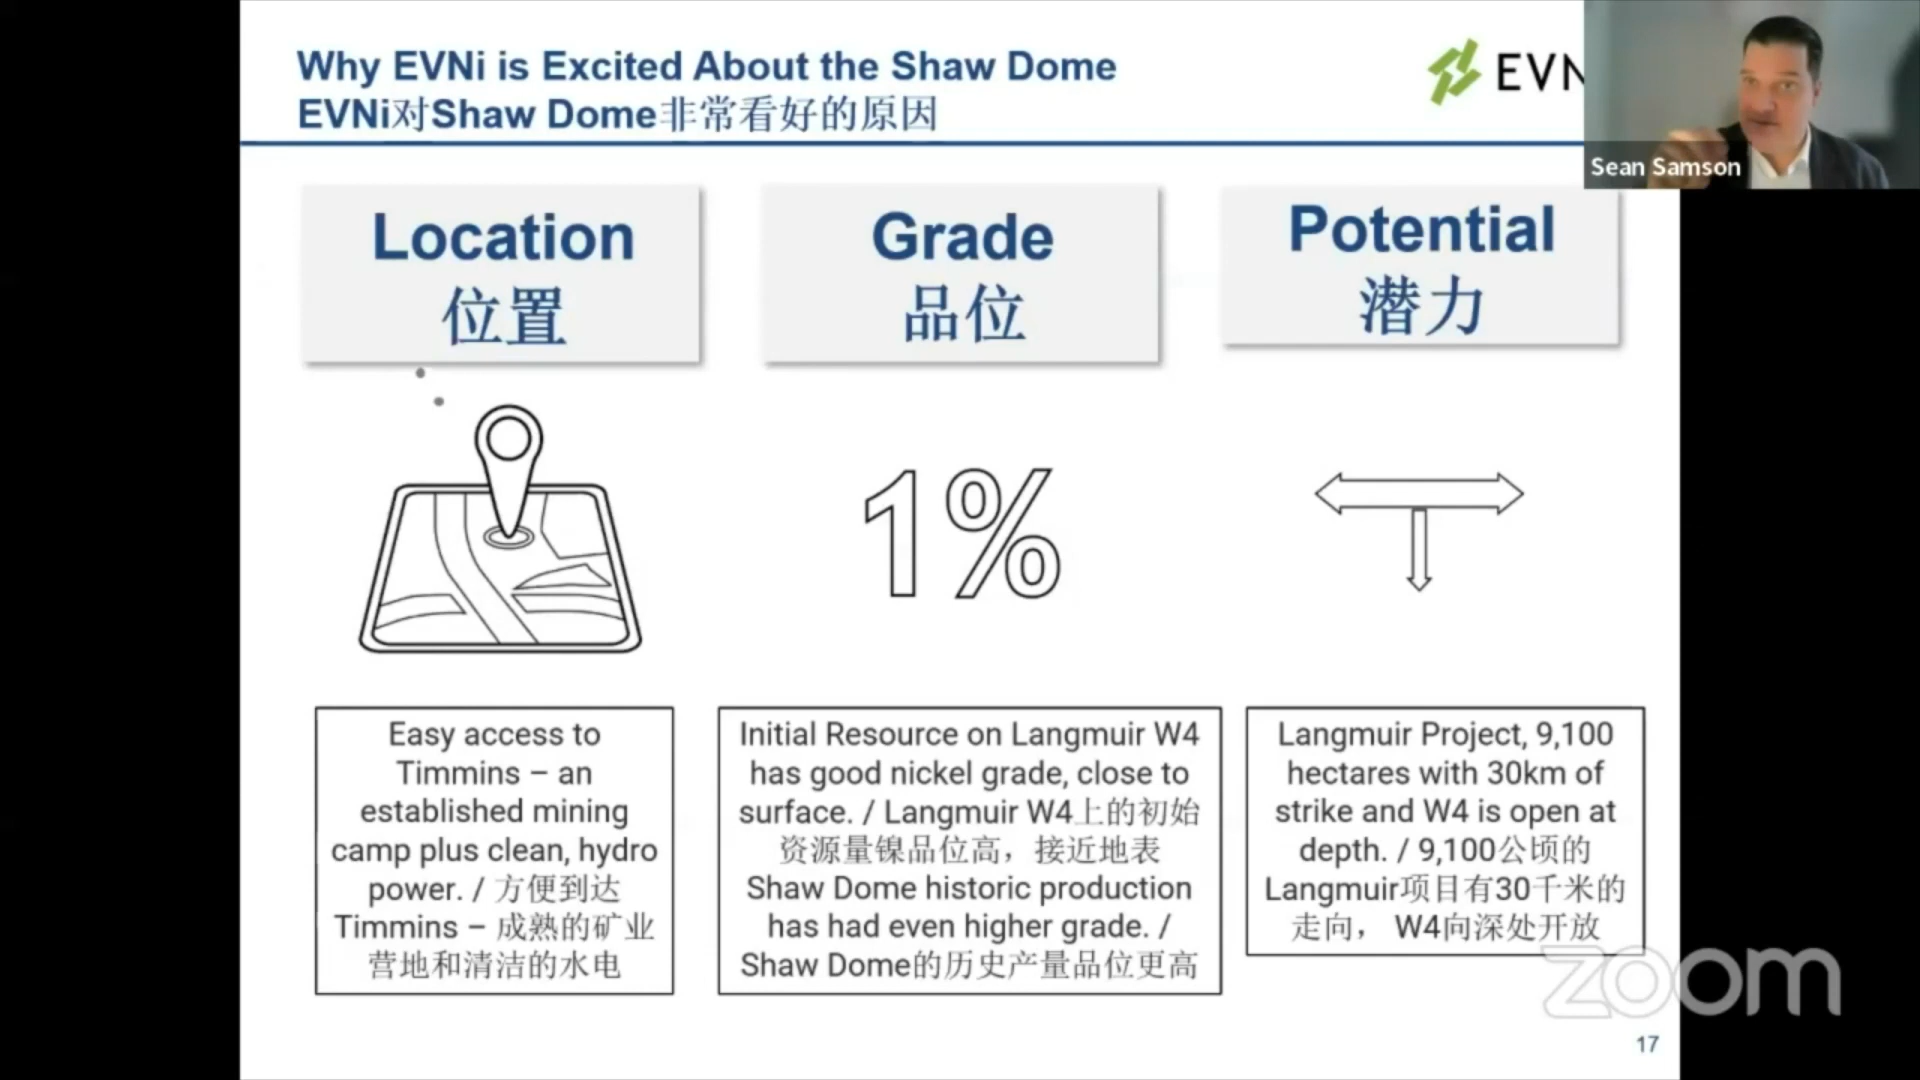 Why EVNi is Excited About the Shaw Dome
EVNi对Shaw Dome非常看好的原因
EVN
Sean Samson
Location
位置
Grade
品位
Potential
潜力
1%
Easy access to
Timmins – an
established mining
camp plus clean, hydro
power. / 方便到达
Timmins – 成熟的矿业
营地和清洁的水电
Initial Resource on Langmuir W4
has good nickel grade, close to
surface. / Langmuir W4上的初始
资源量镍品位高，接近地表
Shaw Dome historic production
has had even higher grade. /
Shaw Dome的历史产量品位更高
Langmuir Project, 9,100
hectares with 30km of
strike and W4 is open at
depth. / 9,100公顷的
Langmuir项目有30千米的
走向， W4向深处开放
zoom
17